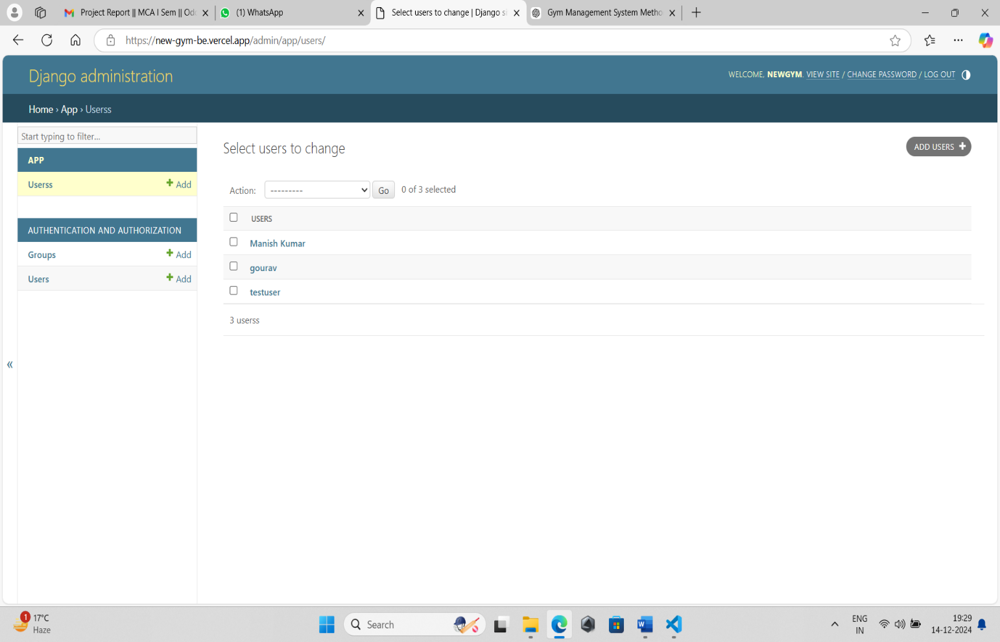 Project Report || MCA I Sem || Odd
(1) WhatsApp
Select users to change | Django si
Gym Management System Metho
https://new-gym-be.vercel.app/admin/app/users/
Django administration
WELCOME, NEWGYM. VIEW SITE / CHANGE PASSWORD / LOG OUT
Home › App › Userss
Start typing to filter...
APP
Userss
+ Add
AUTHENTICATION AND AUTHORIZATION
Groups
+ Add
Users
+ Add
«
Select users to change
ADD USERS +
Action:
---------
Go
0 of 3 selected
USERS
Manish Kumar
gourav
testuser
3 userss
1
17°C
Haze
Search
ENG
IN
19:29
14-12-2024